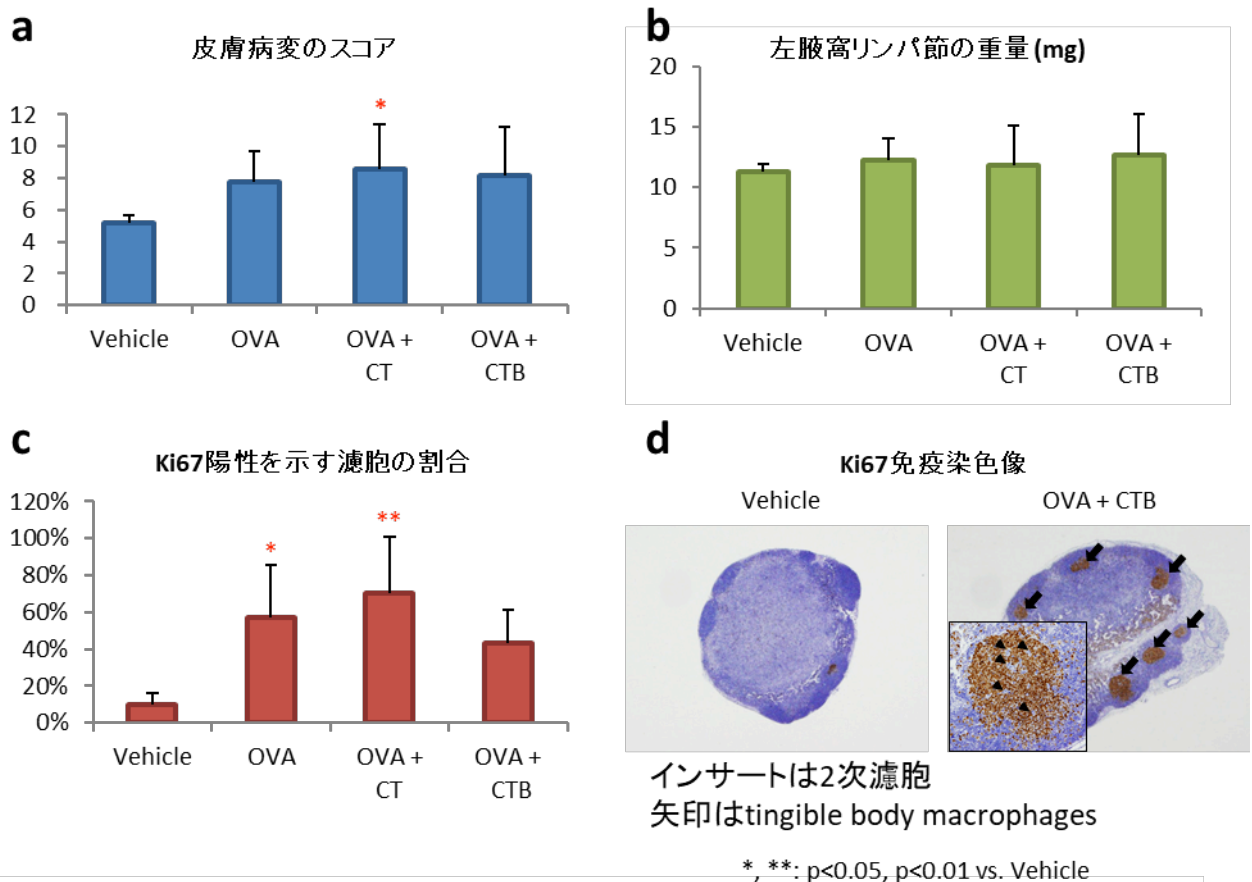 a
皮膚病変のスコア
12
10
8
6
4
2
0
*
Vehicle
OVA
OVA +
CT
OVA +
CTB
b
左腋窩リンパ節の重量 (mg)
20
15
10
5
0
Vehicle
OVA
OVA +
CT
OVA +
CTB
c
Ki67陽性を示す濾胞の割合
120%
100%
80%
60%
40%
20%
0%
*
**
Vehicle
OVA
OVA +
CT
OVA +
CTB
d
Ki67免疫染色像
Vehicle
OVA + CTB
インサートは2次濾胞
矢印はtingible body macrophages
*, **: p<0.05, p<0.01 vs. Vehicle